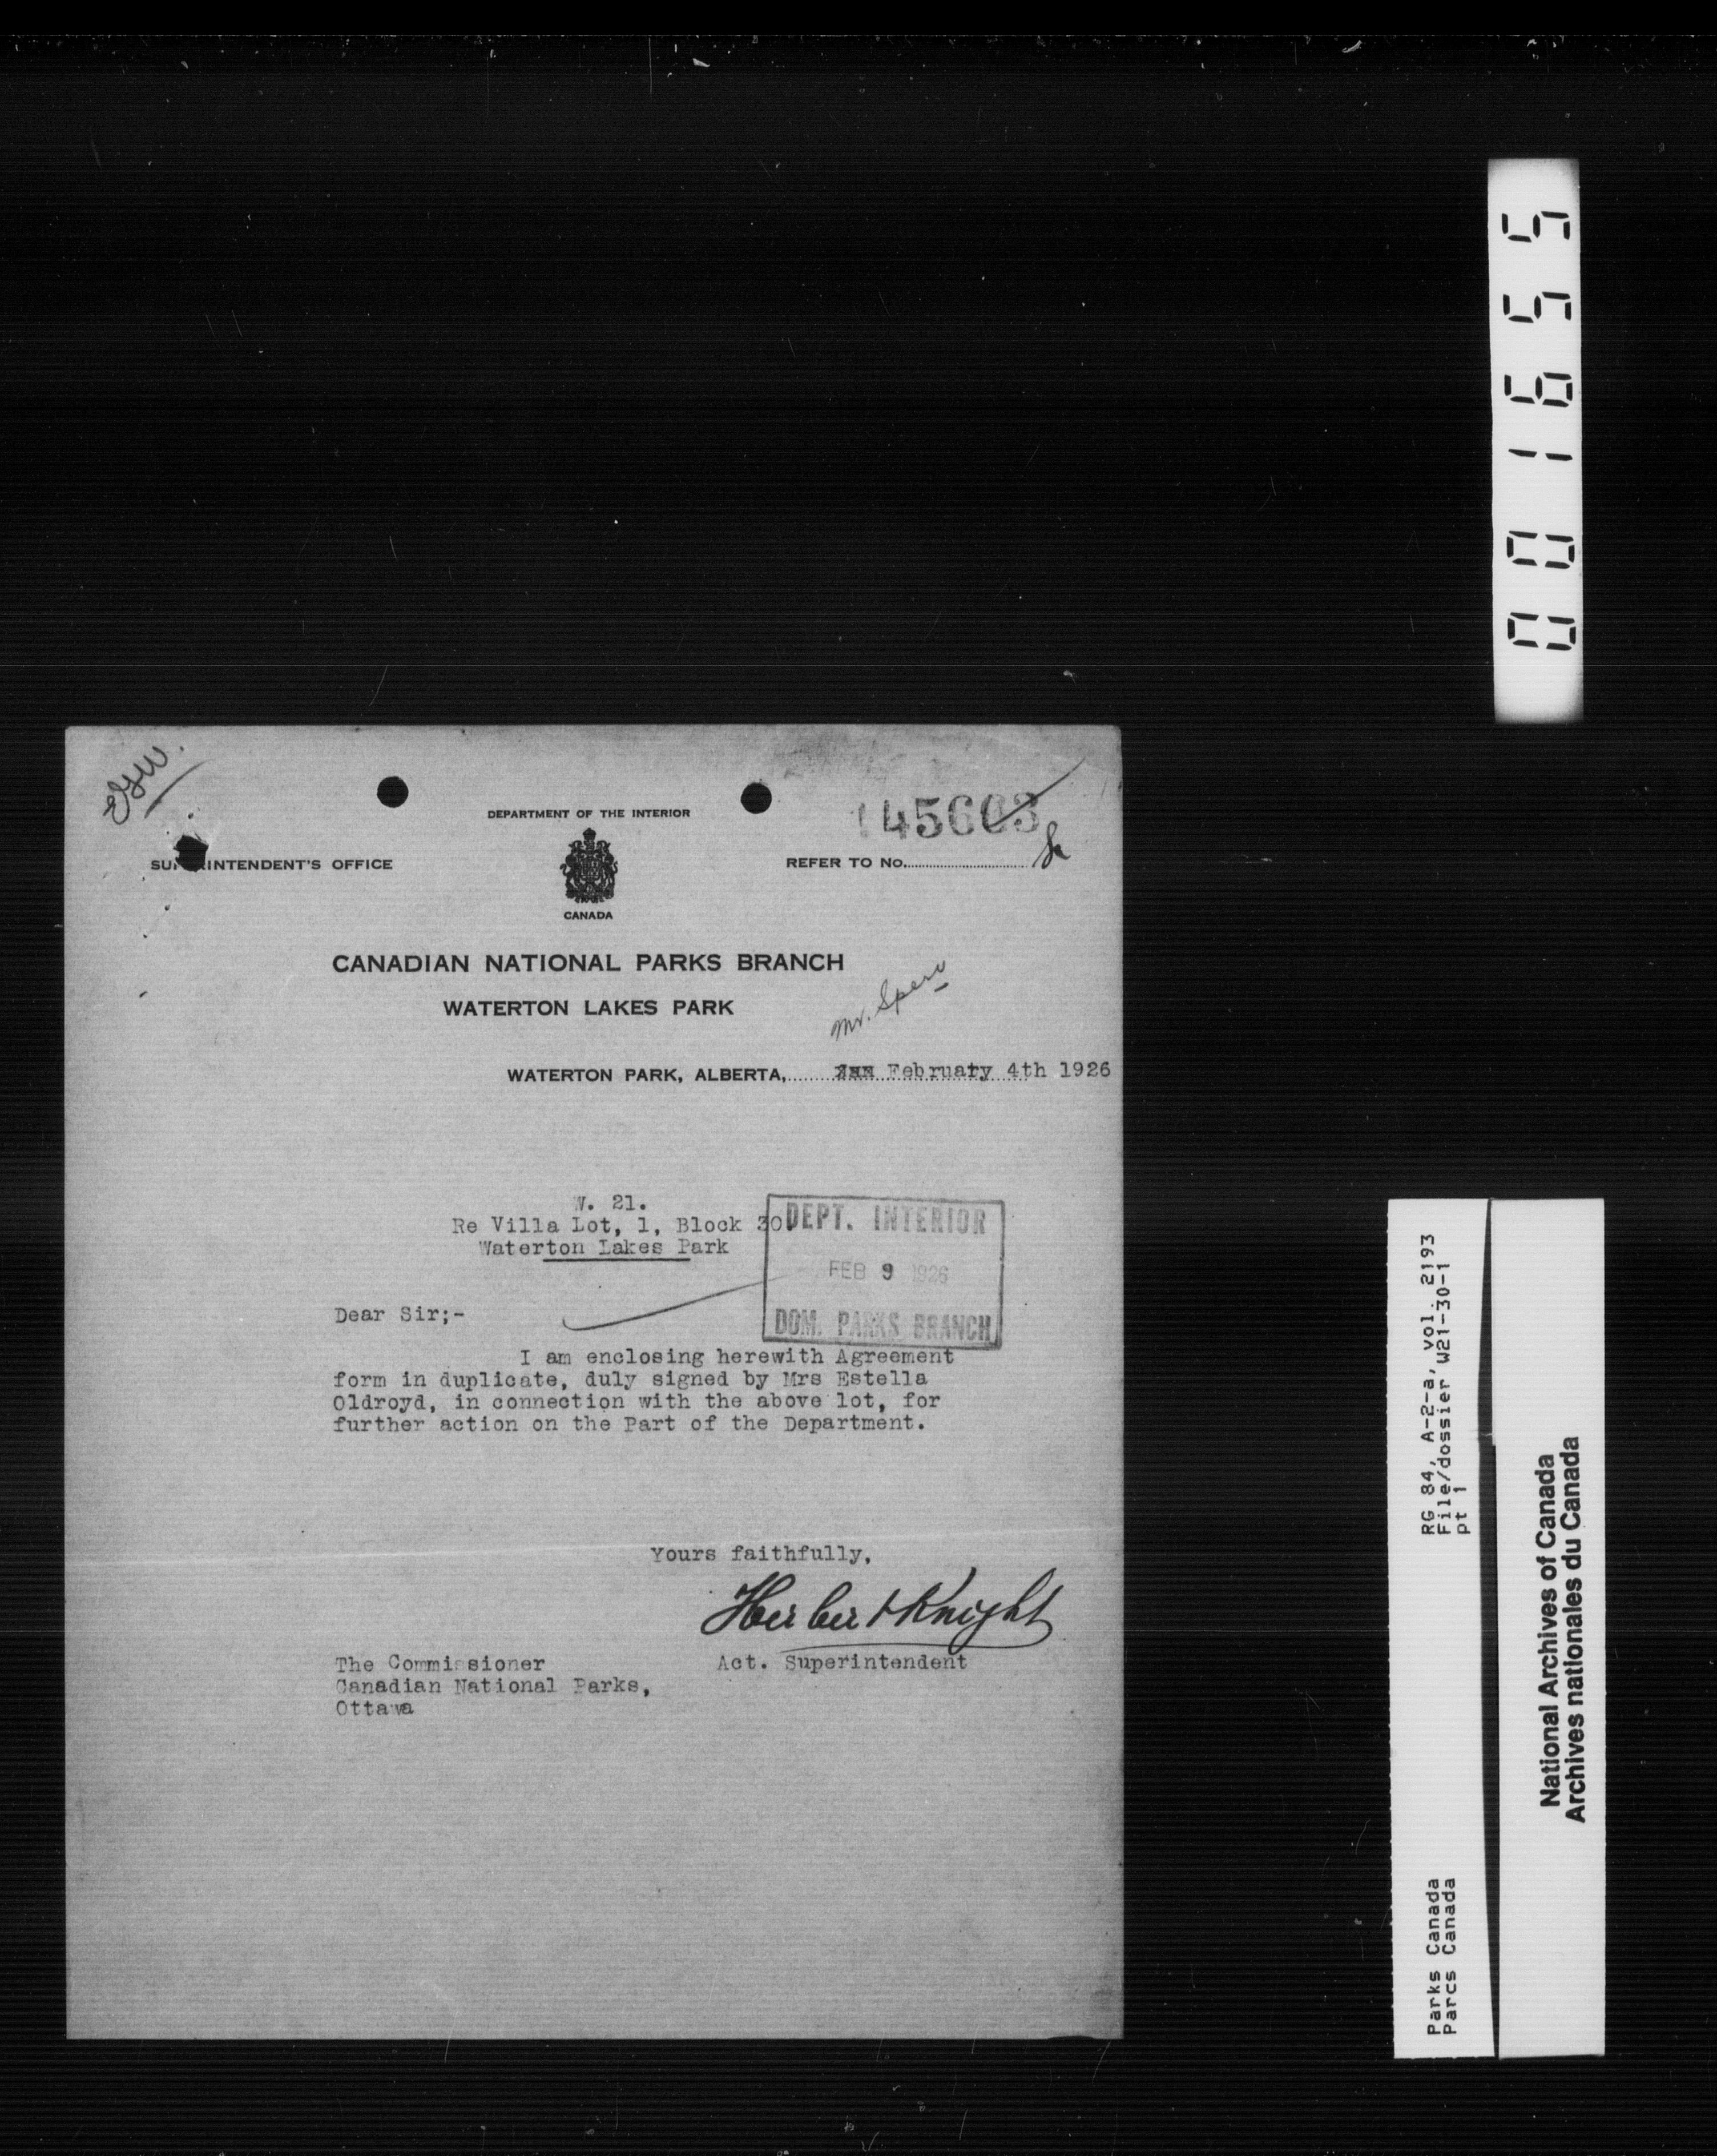 DEPARTMENT OF THE INTERIOR
145603
SUPERINTENDENT'S OFFICE
REFER TO No.
CANADA
CANADIAN NATIONAL PARKS BRANCH
WATERTON LAKES PARK
Mr. Spero
WATERTON PARK, ALBERTA, February 4th 1926
W. 21.
Re Villa Lot, 1, Block 30
Waterton Lakes Park
DEPT. INTERIOR
FEB 9 1926
DOM. PARKS BRANCH
Dear Sir;-
I am enclosing herewith Agreement
form in duplicate, duly signed by Mrs Estella
Oldroyd, in connection with the above lot, for
further action on the Part of the Department.
Yours faithfully,
Herbert Knight
Act. Superintendent
The Commissioner
Canadian National Parks,
Ottawa
001655
RG 84, A-2-a, vol. 2193
File/dossier W21-30-1
pt 1
Parks Canada
Parcs Canada
National Archives of Canada
Archives nationales du Canada